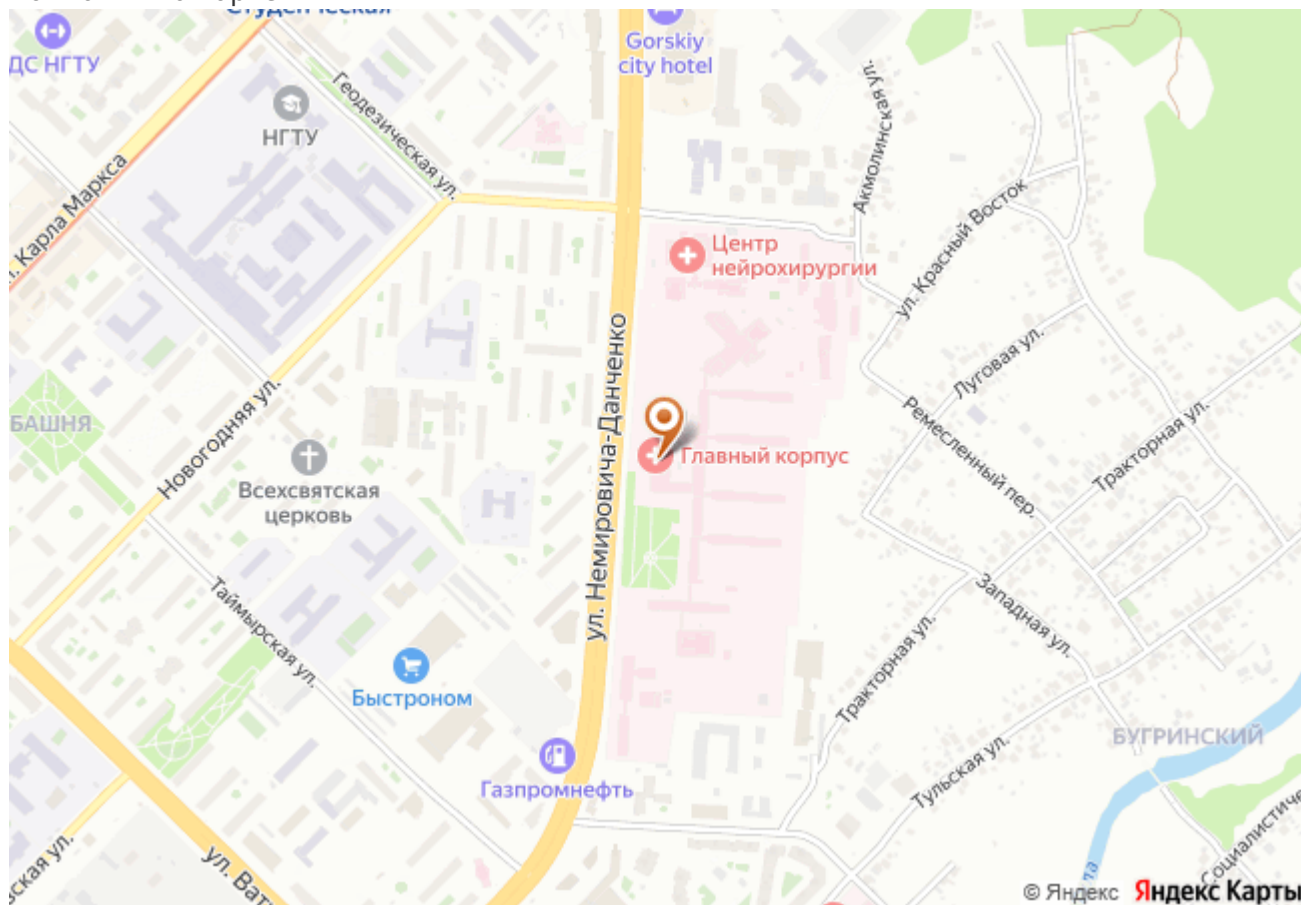 Студенческая
ДС НГТУ
Gorskiy
city hotel
НГТУ
Геодезическая ул.
Акмолинская ул.
Карла Маркса
Центр
нейрохирургии
ул. Красный Восток
Луговая ул.
ул. Немировича-Данченко
БАШНЯ
Новогодняя ул.
Ремесленный пер.
Тракторная ул.
Главный корпус
Всехсвятская
церковь
Западная ул.
Таймырская ул.
Быстроном
Тракторная ул.
БУГРИНСКИЙ
Тульская ул.
Газпромнефть
ул.
© Яндекс Яндекс Карты